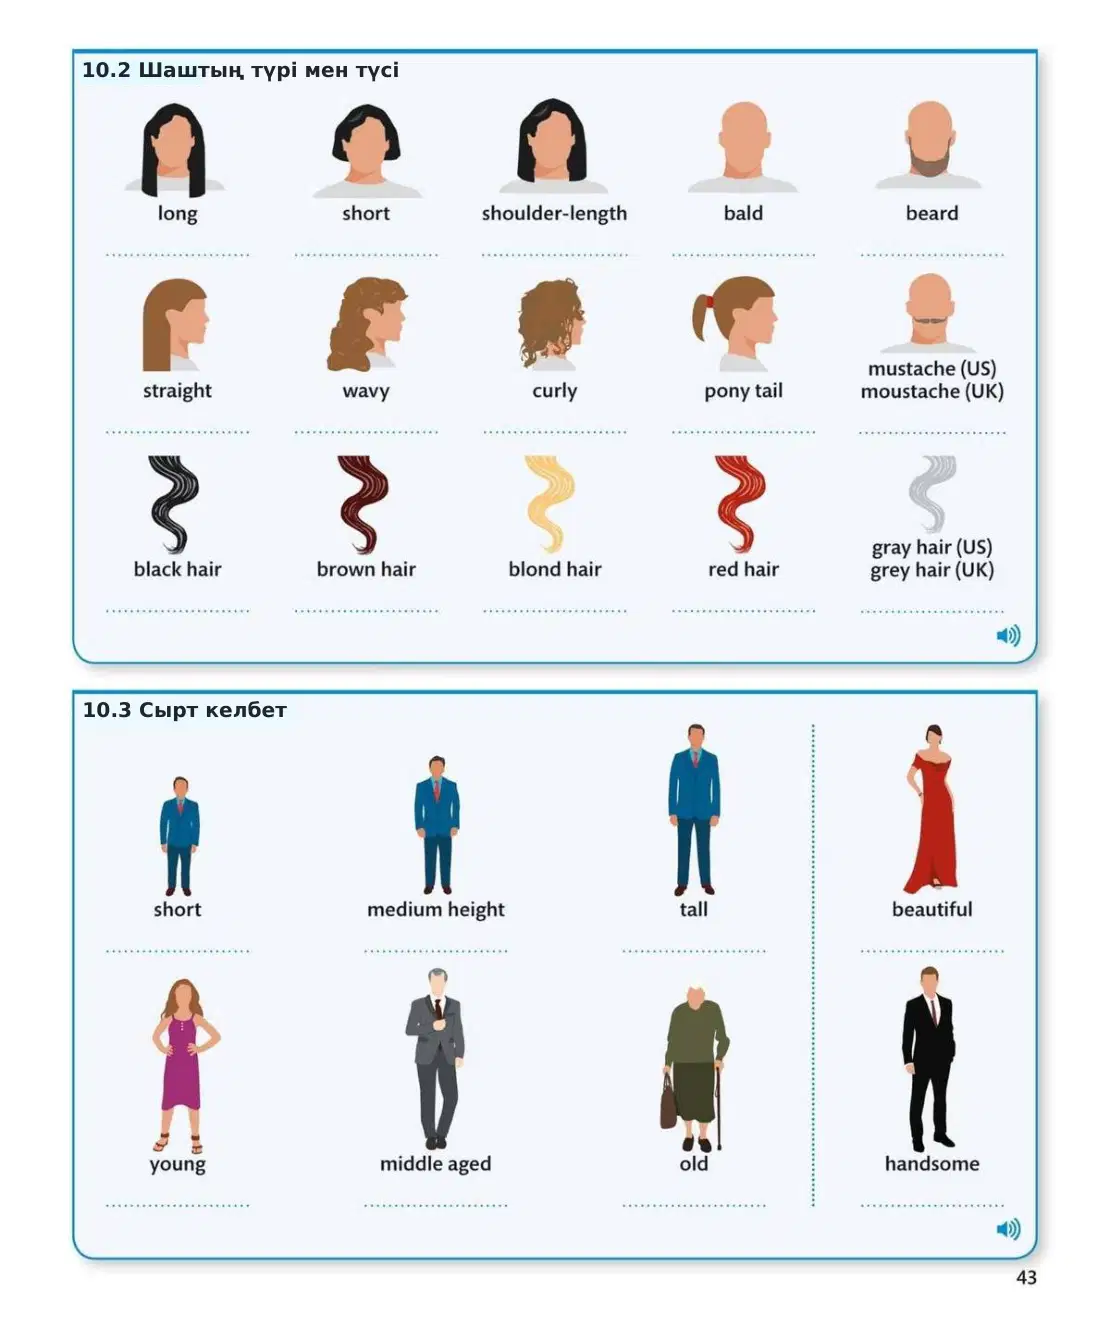 10.2 Шаштың түрі мен түсі
long
short
shoulder-length
bald
beard
straight
wavy
curly
pony tail
mustache (US)
moustache (UK)
black hair
brown hair
blond hair
red hair
gray hair (US)
grey hair (UK)
10.3 Сырт келбет
short
medium height
tall
beautiful
young
middle aged
old
handsome
43